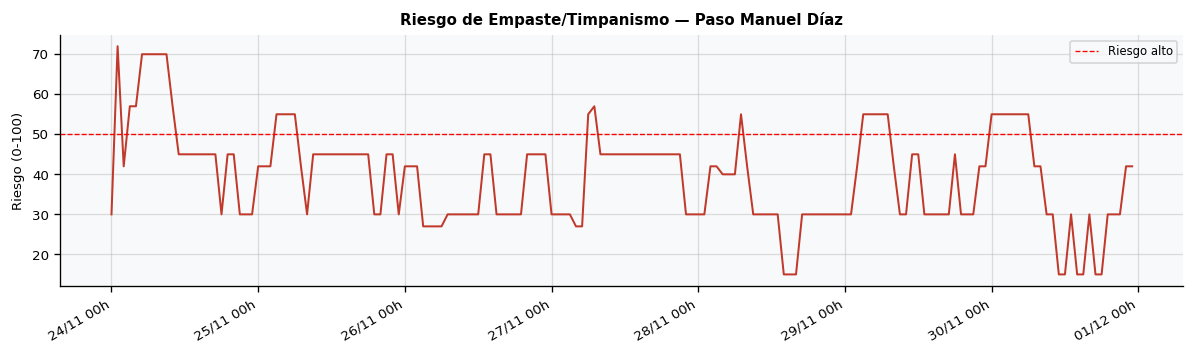 Riesgo de Empaste/Timpanismo — Paso Manuel Díaz
Riesgo alto
Riesgo (0-100)
70
60
50
40
30
20
24/11 00h
25/11 00h
26/11 00h
27/11 00h
28/11 00h
29/11 00h
30/11 00h
01/12 00h